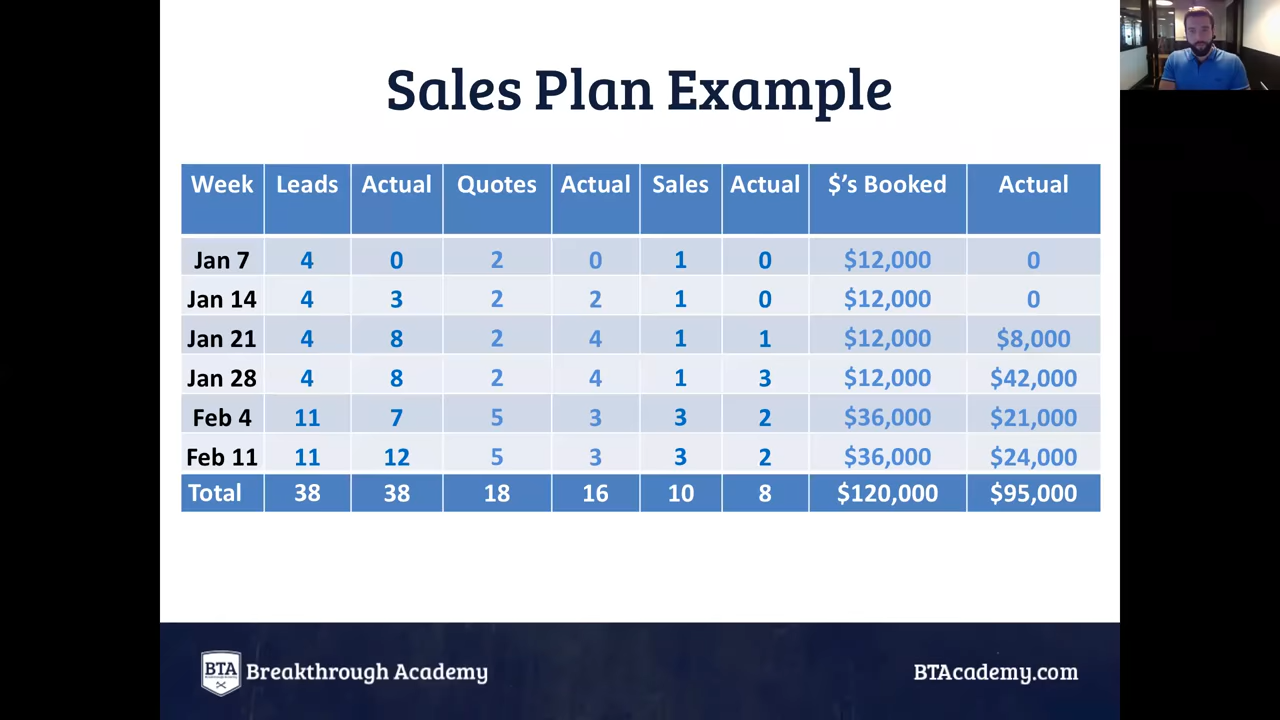 Sales Plan Example
Week Leads Actual Quotes Actual Sales Actual $’s Booked Actual
Jan 7 4 0 2 0 1 0 $12,000 0
Jan 14 4 3 2 2 1 0 $12,000 0
Jan 21 4 8 2 4 1 1 $12,000 $8,000
Jan 28 4 8 2 4 1 3 $12,000 $42,000
Feb 4 11 7 5 3 3 2 $36,000 $21,000
Feb 11 11 12 5 3 3 2 $36,000 $24,000
Total 38 38 18 16 10 8 $120,000 $95,000
BTA Breakthrough Academy BTAcademy.com